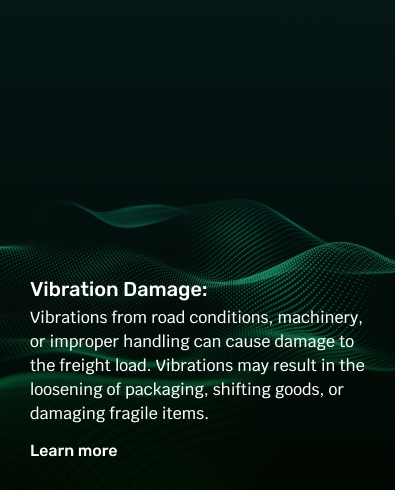 Vibration Damage:
Vibrations from road conditions, machinery,
or improper handling can cause damage to
the freight load. Vibrations may result in the
loosening of packaging, shifting goods, or
damaging fragile items.
Learn more